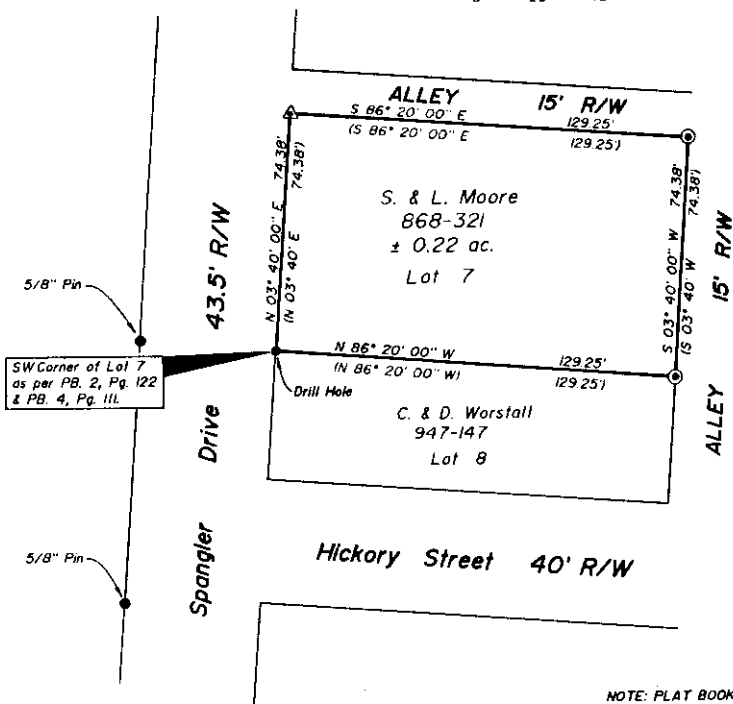 ALLEY 15' R/W
S 86° 20' 00" E 129.25'
(S 86° 20' 00" E 129.25')
N 03° 40' 00" E 74.38'
(N 03° 40' E 74.38')
S. & L. Moore
868-321
± 0.22 ac.
Lot 7
S 03° 40' 00" W 74.38'
(S 03° 40' W 74.38')
ALLEY 15' R/W
43.5' R/W
5/8" Pin
SW Corner of Lot 7
as per PB. 2, Pg. 122
& PB. 4, Pg. 111.
N 86° 20' 00" W 129.25'
(N 86° 20' 00" W) 129.25')
Drill Hole
C. & D. Worstall
947-147
Lot 8
Spangler Drive
5/8" Pin
Hickory Street 40' R/W
NOTE: PLAT BOOK